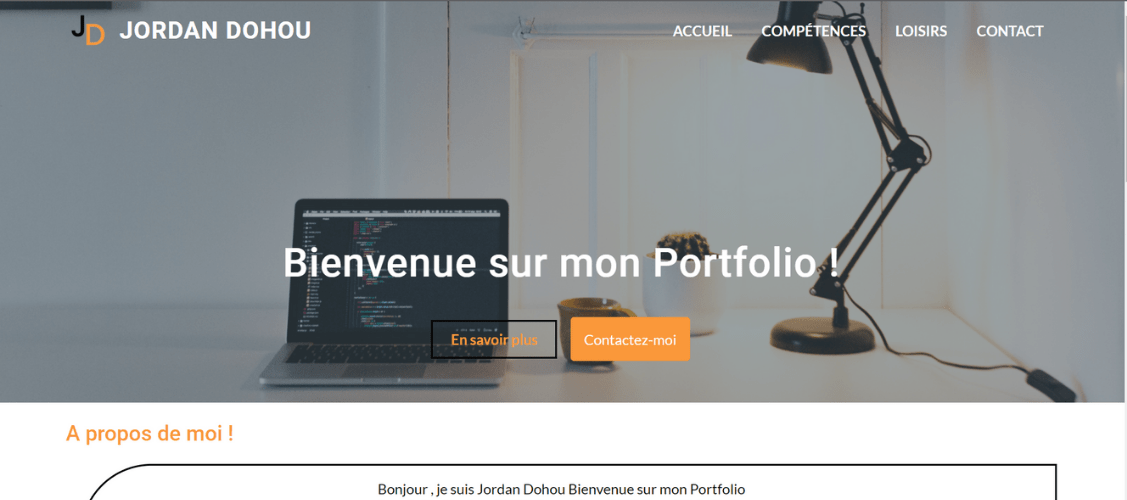 JD JORDAN DOHOU ACCUEIL COMPÉTENCES LOISIRS CONTACT
Bienvenue sur mon Portfolio !
En savoir plus Contactez-moi
A propos de moi !
Bonjour , je suis Jordan Dohou Bienvenue sur mon Portfolio